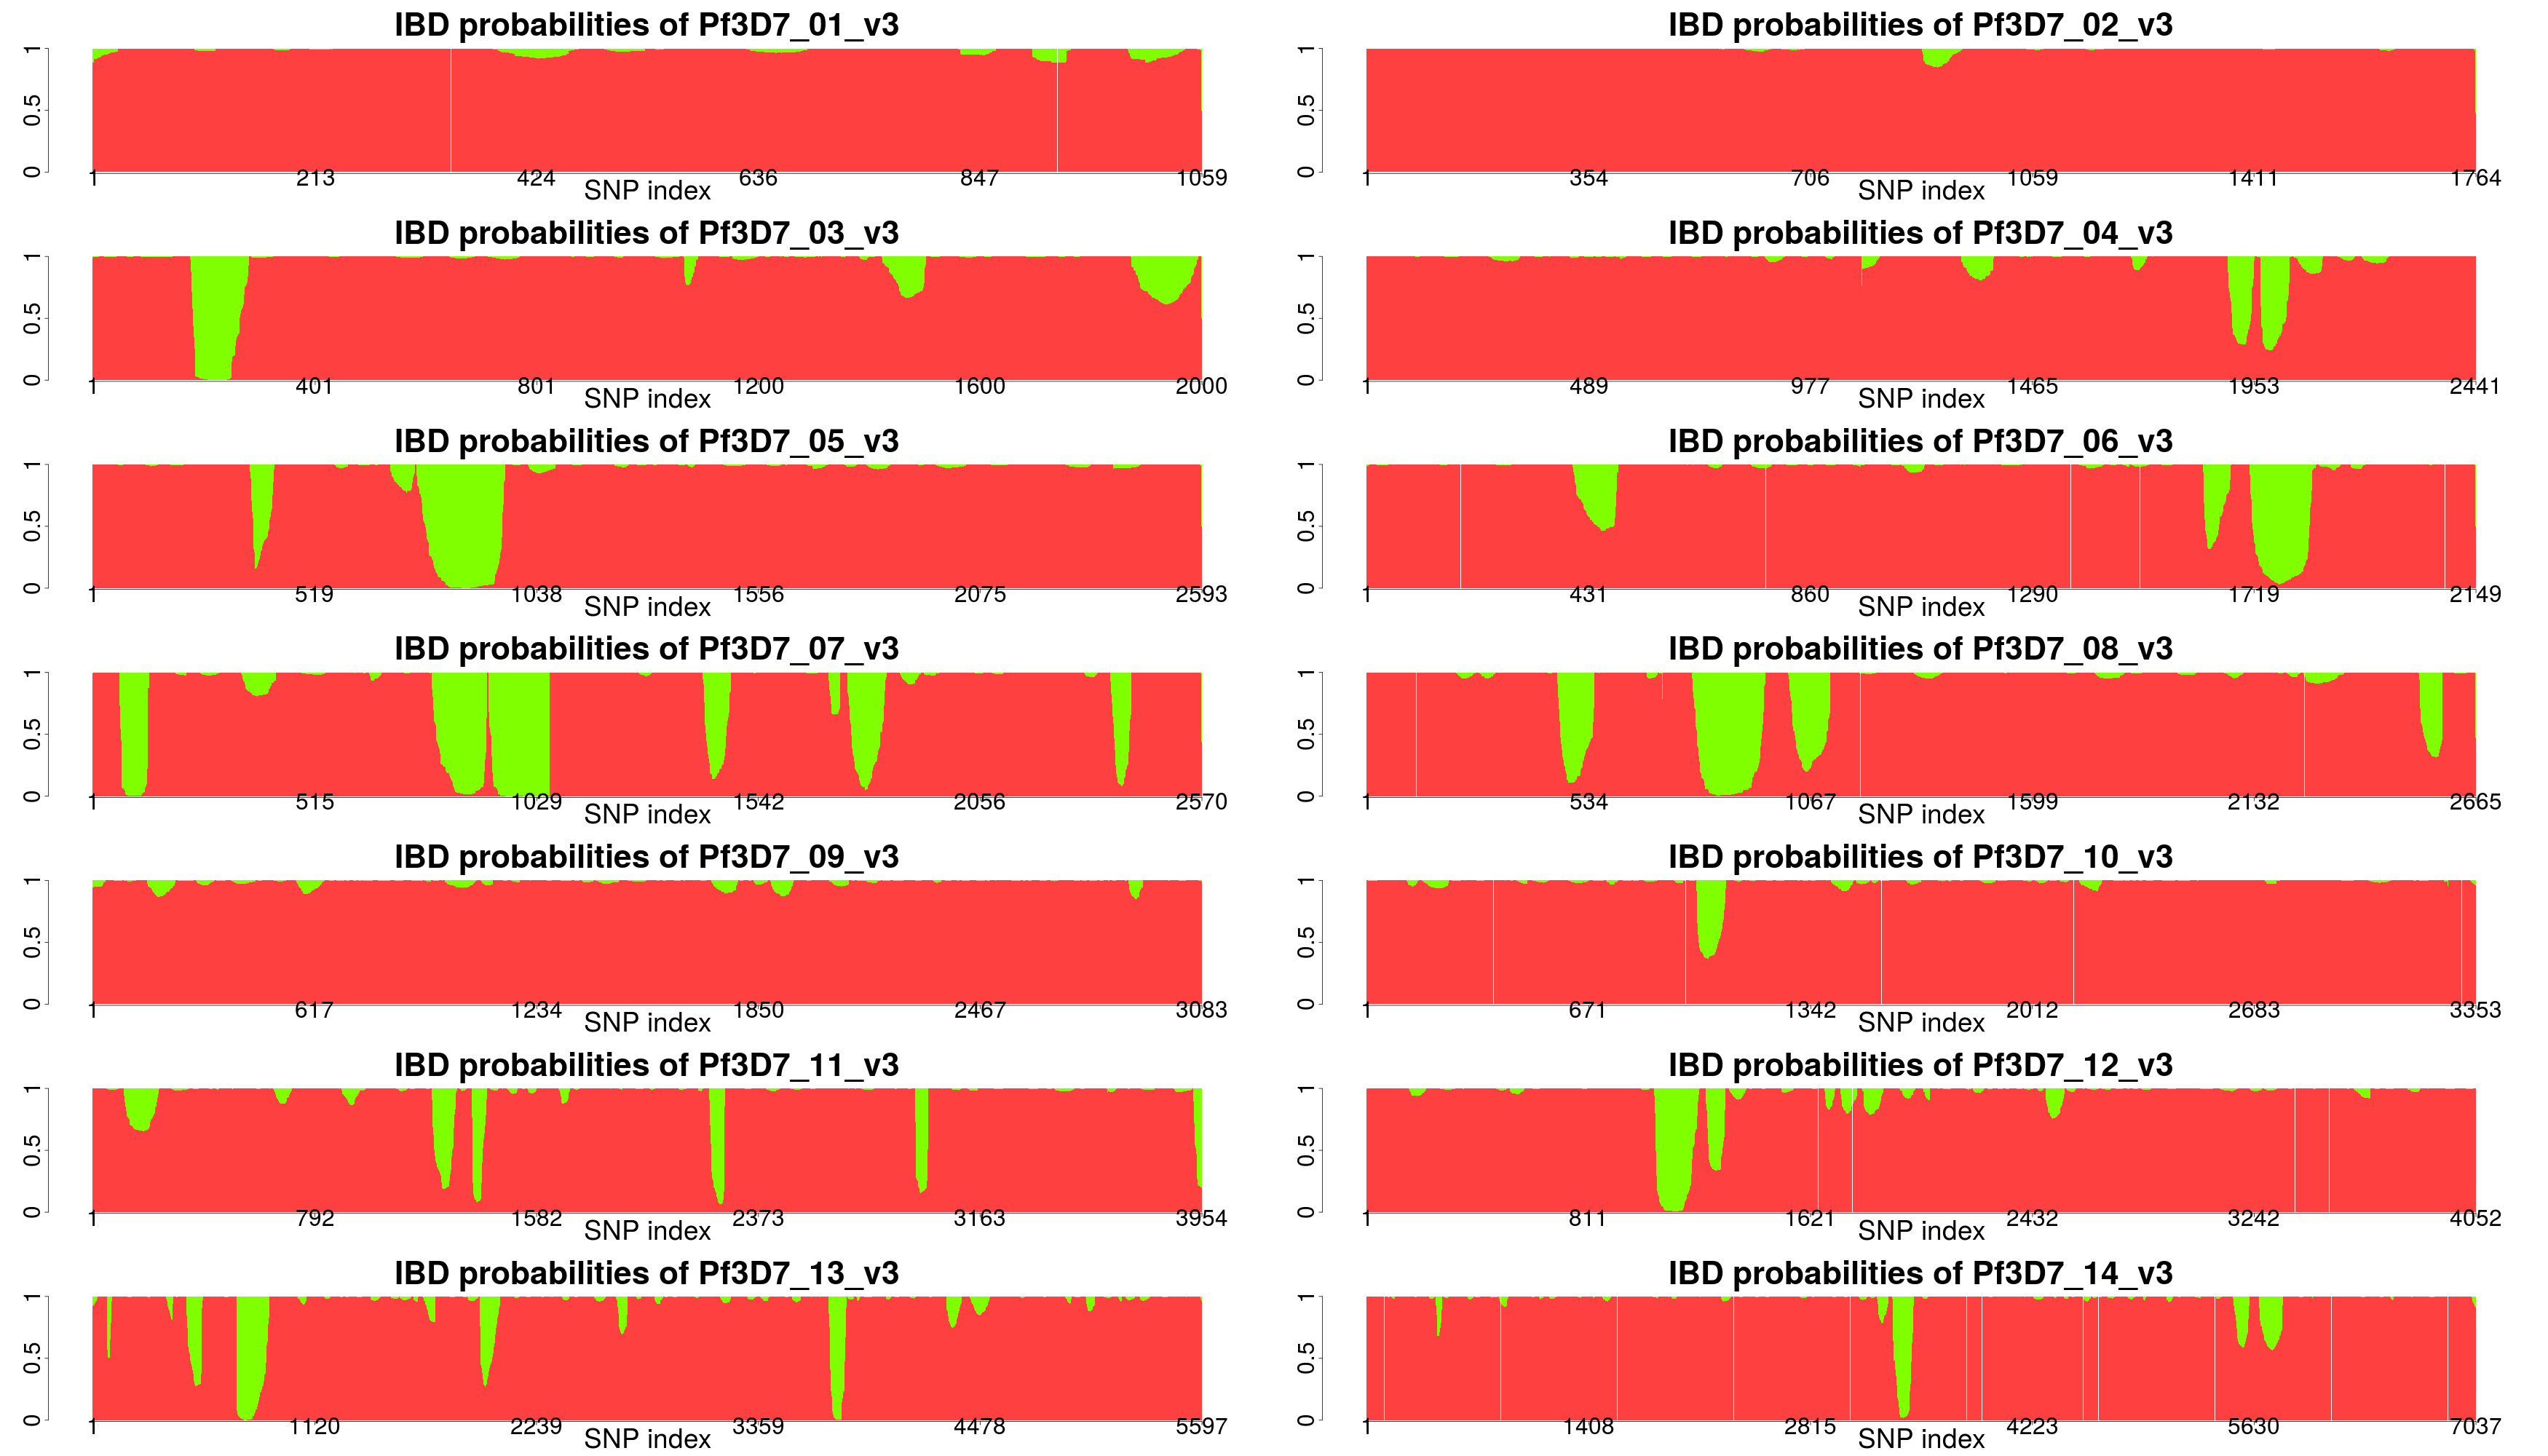 IBD probabilities of Pf3D7_01_v3
0 0.5 1
1 213 424 636 847 1059
SNP index
IBD probabilities of Pf3D7_02_v3
0 0.5 1
1 354 706 1059 1411 1764
SNP index
IBD probabilities of Pf3D7_03_v3
0 0.5 1
1 401 801 1200 1600 2000
SNP index
IBD probabilities of Pf3D7_04_v3
0 0.5 1
1 489 977 1465 1953 2441
SNP index
IBD probabilities of Pf3D7_05_v3
0 0.5 1
1 519 1038 1556 2075 2593
SNP index
IBD probabilities of Pf3D7_06_v3
0 0.5 1
1 431 860 1290 1719 2149
SNP index
IBD probabilities of Pf3D7_07_v3
0 0.5 1
1 515 1029 1542 2056 2570
SNP index
IBD probabilities of Pf3D7_08_v3
0 0.5 1
1 534 1067 1599 2132 2665
SNP index
IBD probabilities of Pf3D7_09_v3
0 0.5 1
1 617 1234 1850 2467 3083
SNP index
IBD probabilities of Pf3D7_10_v3
0 0.5 1
1 671 1342 2012 2683 3353
SNP index
IBD probabilities of Pf3D7_11_v3
0 0.5 1
1 792 1582 2373 3163 3954
SNP index
IBD probabilities of Pf3D7_12_v3
0 0.5 1
1 811 1621 2432 3242 4052
SNP index
IBD probabilities of Pf3D7_13_v3
0 0.5 1
1 1120 2239 3359 4478 5597
SNP index
IBD probabilities of Pf3D7_14_v3
0 0.5 1
1 1408 2815 4223 5630 7037
SNP index